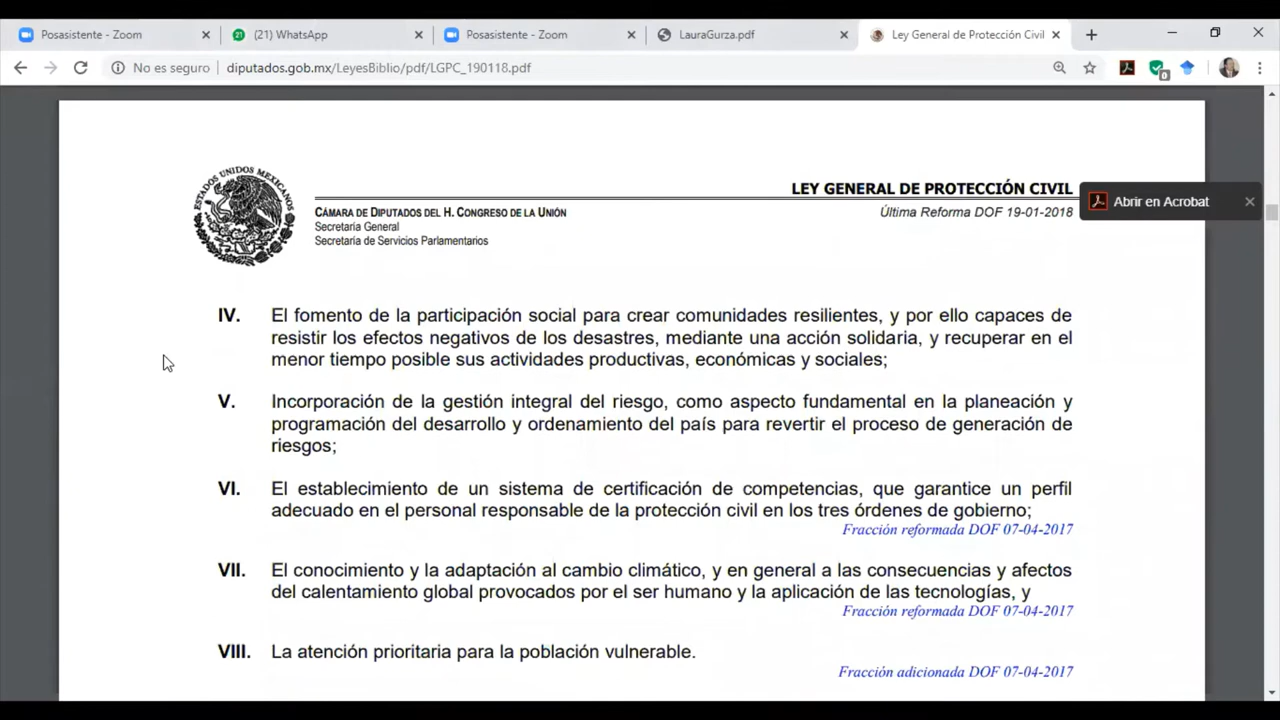 Posasistente - Zoom
(21) WhatsApp
Posasistente - Zoom
LauraGurza.pdf
Ley General de Protección Civil
No es seguro
diputados.gob.mx/LeyesBiblio/pdf/LGPC_190118.pdf
0
ESTADOS UNIDOS MEXICANOS
LEY GENERAL DE PROTECCIÓN CIVIL
CÁMARA DE DIPUTADOS DEL H. CONGRESO DE LA UNIÓN
Última Reforma DOF 19-01-2018
Secretaría General
Secretaría de Servicios Parlamentarios
Abrir en Acrobat
IV. El fomento de la participación social para crear comunidades resilientes, y por ello capaces de
resistir los efectos negativos de los desastres, mediante una acción solidaria, y recuperar en el
menor tiempo posible sus actividades productivas, económicas y sociales;
V. Incorporación de la gestión integral del riesgo, como aspecto fundamental en la planeación y
programación del desarrollo y ordenamiento del país para revertir el proceso de generación de
riesgos;
VI. El establecimiento de un sistema de certificación de competencias, que garantice un perfil
adecuado en el personal responsable de la protección civil en los tres órdenes de gobierno;
Fracción reformada DOF 07-04-2017
VII. El conocimiento y la adaptación al cambio climático, y en general a las consecuencias y afectos
del calentamiento global provocados por el ser humano y la aplicación de las tecnologías, y
Fracción reformada DOF 07-04-2017
VIII. La atención prioritaria para la población vulnerable.
Fracción adicionada DOF 07-04-2017